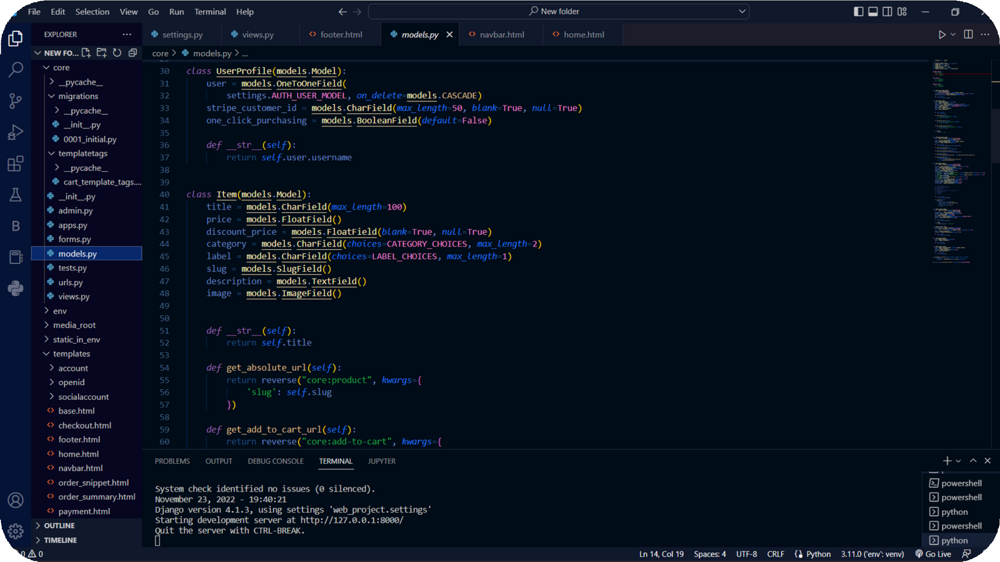 File Edit Selection View Go Run Terminal Help
New folder
EXPLORER
settings.py
views.py
footer.html
models.py
navbar.html
home.html
NEW FO...
core > models.py > ...
core
__pycache__
migrations
__pycache__
__init__.py
0001_initial.py
templatetags
__pycache__
cart_template_tags....
__init__.py
admin.py
apps.py
forms.py
models.py
tests.py
urls.py
views.py
env
media_root
static_in_env
templates
account
openid
socialaccount
base.html
checkout.html
footer.html
home.html
navbar.html
order_snippet.html
order_summary.html
payment.html
OUTLINE
TIMELINE
30 class UserProfile(models.Model):
31     user = models.OneToOneField(
32         settings.AUTH_USER_MODEL, on_delete=models.CASCADE)
33     stripe_customer_id = models.CharField(max_length=50, blank=True, null=True)
34     one_click_purchasing = models.BooleanField(default=False)
35
36     def __str__(self):
37         return self.user.username
38
39
40 class Item(models.Model):
41     title = models.CharField(max_length=100)
42     price = models.FloatField()
43     discount_price = models.FloatField(blank=True, null=True)
44     category = models.CharField(choices=CATEGORY_CHOICES, max_length=2)
45     label = models.CharField(choices=LABEL_CHOICES, max_length=1)
46     slug = models.SlugField()
47     description = models.TextField()
48     image = models.ImageField()
49
50
51     def __str__(self):
52         return self.title
53
54     def get_absolute_url(self):
55         return reverse("core:product", kwargs={
56             'slug': self.slug
57         })
58
59     def get_add_to_cart_url(self):
60         return reverse("core:add-to-cart", kwargs={
PROBLEMS OUTPUT DEBUG CONSOLE TERMINAL JUPYTER
System check identified no issues (0 silenced).
November 23, 2022 - 19:40:21
Django version 4.1.3, using settings 'web_project.settings'
Starting development server at http://127.0.0.1:8000/
Quit the server with CTRL-BREAK.
powershell
powershell
python
powershell
python
0 0
Ln 14, Col 19 Spaces: 4 UTF-8 CRLF Python 3.11.0 ('env': venv) Go Live